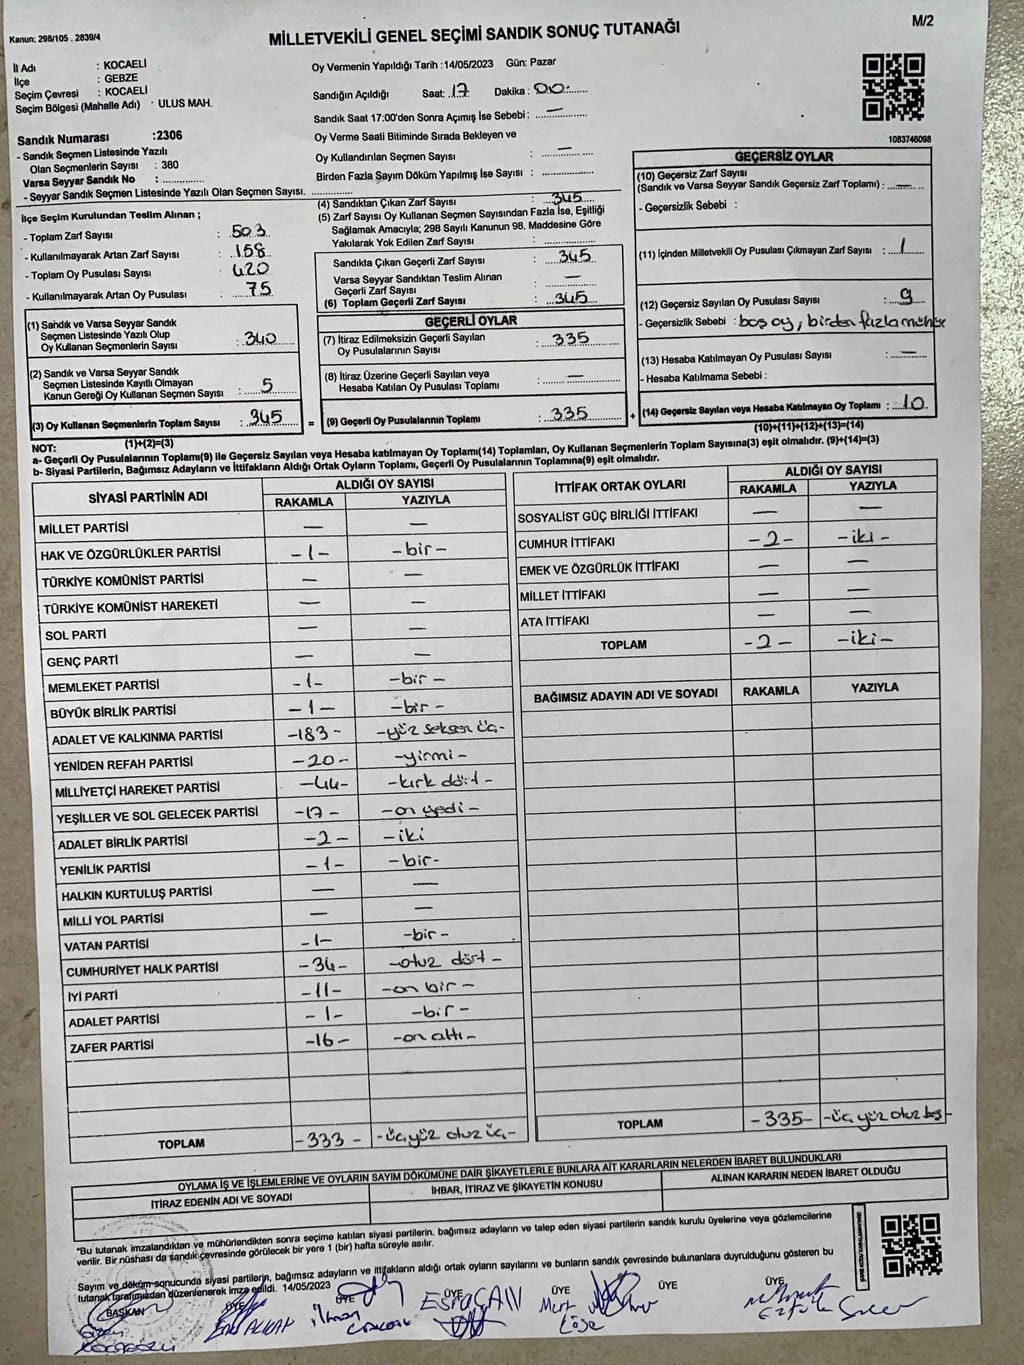 Kanun: 298/105 . 2839/4
MİLLETVEKİLİ GENEL SEÇİMİ SANDIK SONUÇ TUTANAĞI
M/2
İl Adı : KOCAELİ
İlçe : GEBZE
Seçim Çevresi : KOCAELİ
Seçim Bölgesi (Mahalle Adı) : ULUS MAH.
Sandık Numarası :2306
- Sandık Seçmen Listesinde Yazılı
Olan Seçmenlerin Sayısı : 380
Varsa Seyyar Sandık No :
- Seyyar Sandık Seçmen Listesinde Yazılı Olan Seçmen Sayısı.
Oy Vermenin Yapıldığı Tarih :14/05/2023 Gün: Pazar
Sandığın Açıldığı Saat: 17 Dakika : 00
Sandık Saat 17:00'den Sonra Açımış İse Sebebi : —
Oy Verme Saati Bitiminde Sırada Bekleyen ve
Oy Kullandırılan Seçmen Sayısı : —
Birden Fazla Sayım Döküm Yapılmış İse Sayısı :
1083746098
İlçe Seçim Kurulundan Teslim Alınan ;
- Toplam Zarf Sayısı : 503
- Kullanılmayarak Artan Zarf Sayısı : 158
- Toplam Oy Pusulası Sayısı : 420
- Kullanılmayarak Artan Oy Pusulası : 75
(4) Sandıktan Çıkan Zarf Sayısı : 345
(5) Zarf Sayısı Oy Kullanan Seçmen Sayısından Fazla İse, Eşitliği
Sağlamak Amacıyla; 298 Sayılı Kanunun 98. Maddesine Göre
Yakılarak Yok Edilen Zarf Sayısı :
Sandıkta Çıkan Geçerli Zarf Sayısı : 345
Varsa Seyyar Sandıktan Teslim Alınan
Geçerli Zarf Sayısı : —
(6) Toplam Geçerli Zarf Sayısı : 345
GEÇERSİZ OYLAR
(10) Geçersiz Zarf Sayısı
(Sandık ve Varsa Seyyar Sandık Geçersiz Zarf Toplamı) : —
- Geçersizlik Sebebi :
(11) İçinden Milletvekili Oy Pusulası Çıkmayan Zarf Sayısı : 1
(12) Geçersiz Sayılan Oy Pusulası Sayısı : 9
- Geçersizlik Sebebi : boş oy, birden fazla mühür
(13) Hesaba Katılmayan Oy Pusulası Sayısı : —
- Hesaba Katılmama Sebebi :
(14) Geçersiz Sayılan veya Hesaba Katılmayan Oy Toplamı : 10
(10)+(11)+(12)+(13)=(14)
(1) Sandık ve Varsa Seyyar Sandık
Seçmen Listesinde Yazılı Olup
Oy Kullanan Seçmenlerin Sayısı : 340
(2) Sandık ve Varsa Seyyar Sandık
Seçmen Listesinde Kayıtlı Olmayan
Kanun Gereği Oy Kullanan Seçmen Sayısı : 5
(3) Oy Kullanan Seçmenlerin Toplam Sayısı : 345
(1)+(2)=(3)
GEÇERLİ OYLAR
(7) İtiraz Edilmeksizin Geçerli Sayılan
Oy Pusulalarının Sayısı : 335
(8) İtiraz Üzerine Geçerli Sayılan veya
Hesaba Katılan Oy Pusulası Toplamı : —
= (9) Geçerli Oy Pusulalarının Toplamı : 335 +
NOT:
a- Geçerli Oy Pusulalarının Toplamı(9) ile Geçersiz Sayılan veya Hesaba katılmayan Oy Toplamı(14) Toplamları, Oy Kullanan Seçmenlerin Toplam Sayısına(3) eşit olmalıdır. (9)+(14)=(3)
b- Siyasi Partilerin, Bağımsız Adayların ve İttifakların Aldığı Ortak Oyların Toplamı, Geçerli Oy Pusulalarının Toplamına(9) eşit olmalıdır.
SİYASİ PARTİNİN ADI ALDIĞI OY SAYISI
RAKAMLA YAZIYLA
MİLLET PARTİSİ — —
HAK VE ÖZGÜRLÜKLER PARTİSİ -1- -bir-
TÜRKİYE KOMÜNİST PARTİSİ — —
TÜRKİYE KOMÜNİST HAREKETİ — —
SOL PARTİ — —
GENÇ PARTİ — —
MEMLEKET PARTİSİ -1- -bir-
BÜYÜK BİRLİK PARTİSİ -1- -bir-
ADALET VE KALKINMA PARTİSİ -183- -yüz seksen üç-
YENİDEN REFAH PARTİSİ -20- -yirmi-
MİLLİYETÇİ HAREKET PARTİSİ -44- -kırk dört-
YEŞİLLER VE SOL GELECEK PARTİSİ -17- -on yedi-
ADALET BİRLİK PARTİSİ -2- -iki
YENİLİK PARTİSİ -1- -bir-
HALKIN KURTULUŞ PARTİSİ — —
MİLLİ YOL PARTİSİ — —
VATAN PARTİSİ -1- -bir-
CUMHURİYET HALK PARTİSİ -34- -otuz dört-
İYİ PARTİ -11- -on bir-
ADALET PARTİSİ -1- -bir-
ZAFER PARTİSİ -16- -on altı-
TOPLAM -333- -üç yüz otuz üç-
İTTİFAK ORTAK OYLARI ALDIĞI OY SAYISI
RAKAMLA YAZIYLA
SOSYALİST GÜÇ BİRLİĞİ İTTİFAKI — —
CUMHUR İTTİFAKI -2- -iki-
EMEK VE ÖZGÜRLÜK İTTİFAKI — —
MİLLET İTTİFAKI — —
ATA İTTİFAKI — —
TOPLAM -2- -iki-
BAĞIMSIZ ADAYIN ADI VE SOYADI RAKAMLA YAZIYLA
TOPLAM -335- -üç yüz otuz beş-
OYLAMA İŞ VE İŞLEMLERİNE VE OYLARIN SAYIM DÖKÜMÜNE DAİR ŞİKAYETLERLE BUNLARA AİT KARARLARIN NELERDEN İBARET BULUNDUKLARI
İTİRAZ EDENİN ADI VE SOYADI İHBAR, İTİRAZ VE ŞİKAYETİN KONUSU ALINAN KARARIN NEDEN İBARET OLDUĞU
*Bu tutanak imzalandıktan ve mühürlendikten sonra seçime katılan siyasi partilerin, bağımsız adayların ve talep eden siyasi partilerin sandık kurulu üyelerine veya gözlemcilerine
verilir. Bir nüshası da sandık çevresinde görülecek bir yere 1 (bir) hafta süreyle asılır.
Sayım ve döküm sonucunda siyasi partilerin, bağımsız adayların ve ittifakların aldığı ortak oyların sayılarını ve bunların sandık çevresinde bulunanlara duyrulduğunu gösteren bu
tutanak tarafımızdan düzenlenerek imza edildi. 14/05/2023
BAŞKAN ÜYE ÜYE ÜYE ÜYE ÜYE ÜYE
Mert
Köse